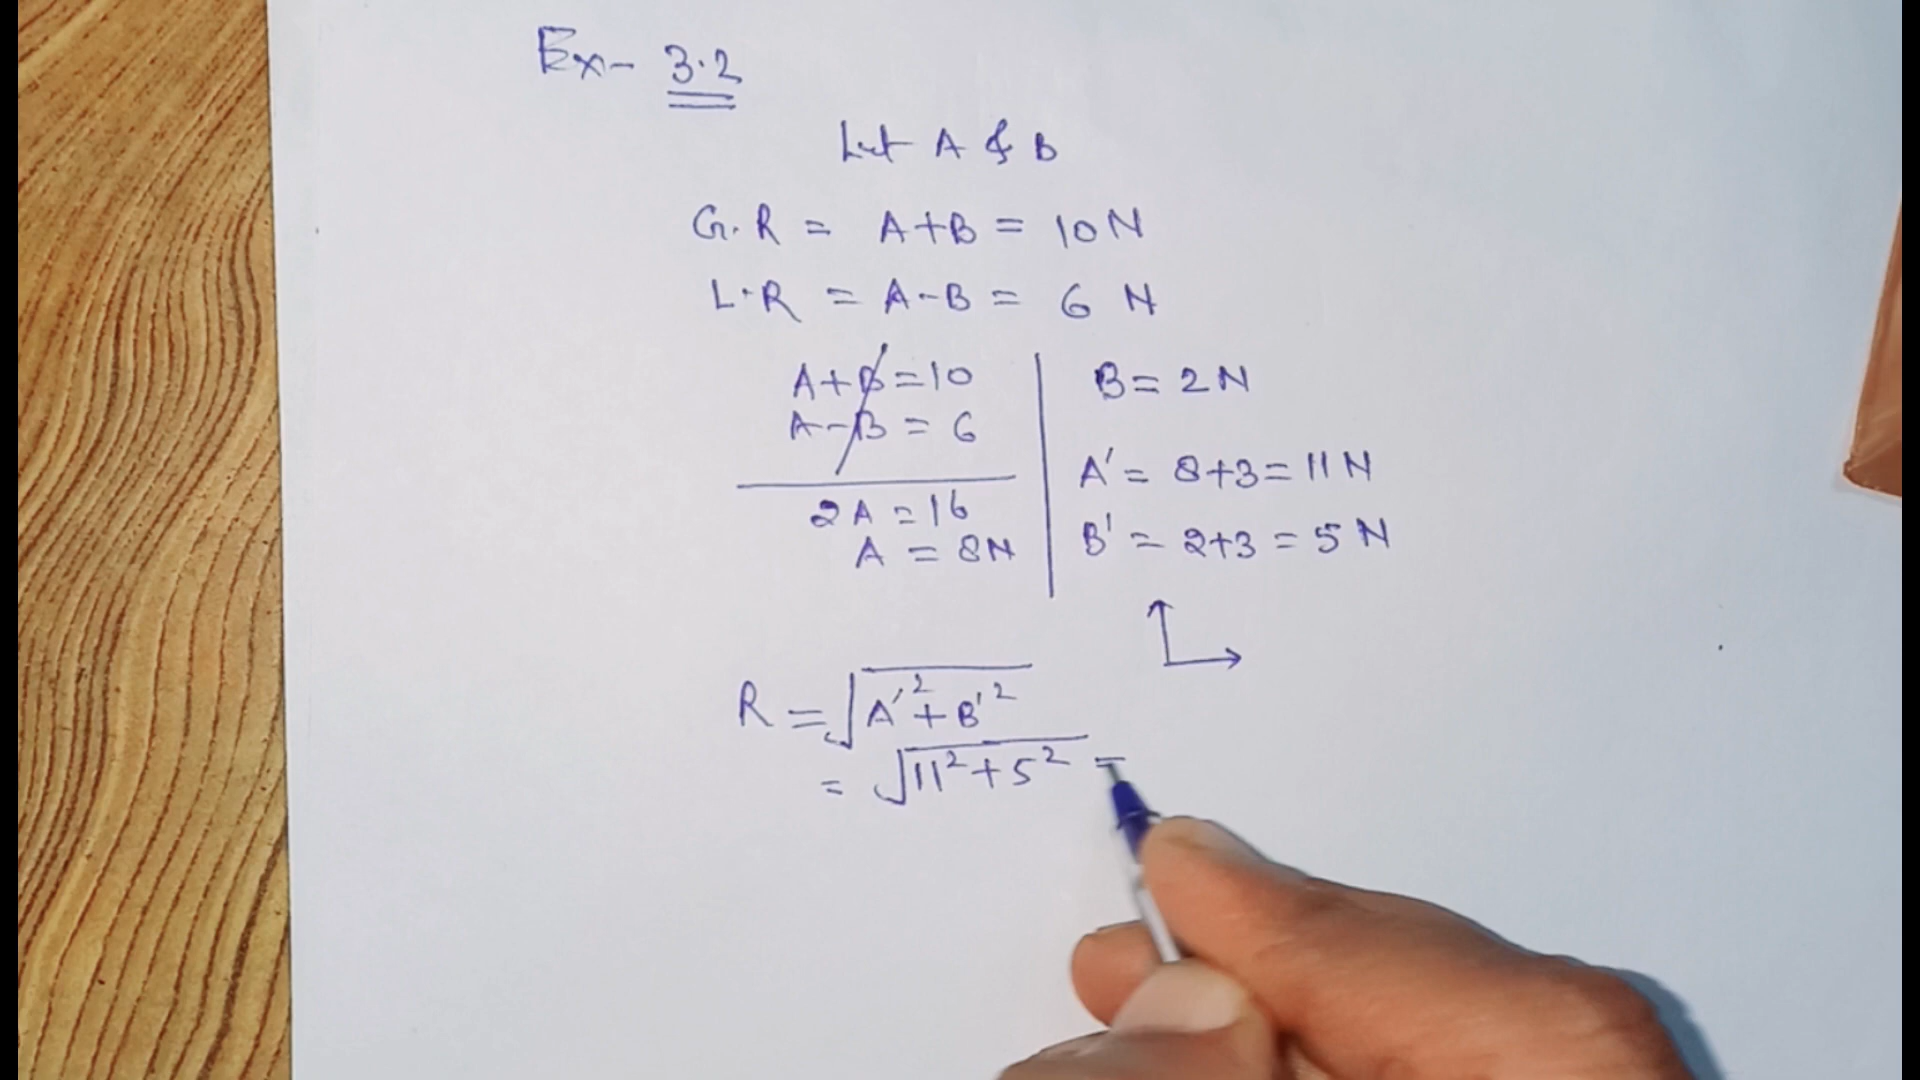 Ex- 3.2
Let A & B
G.R = A+B = 10N
L.R = A-B = 6 N
A+B=10
A-B = 6
2A = 16
A = 8N
B = 2N
A' = 8+3 = 11N
B' = 2+3 = 5 N
R = √A'²+B'²
= √11²+5² =